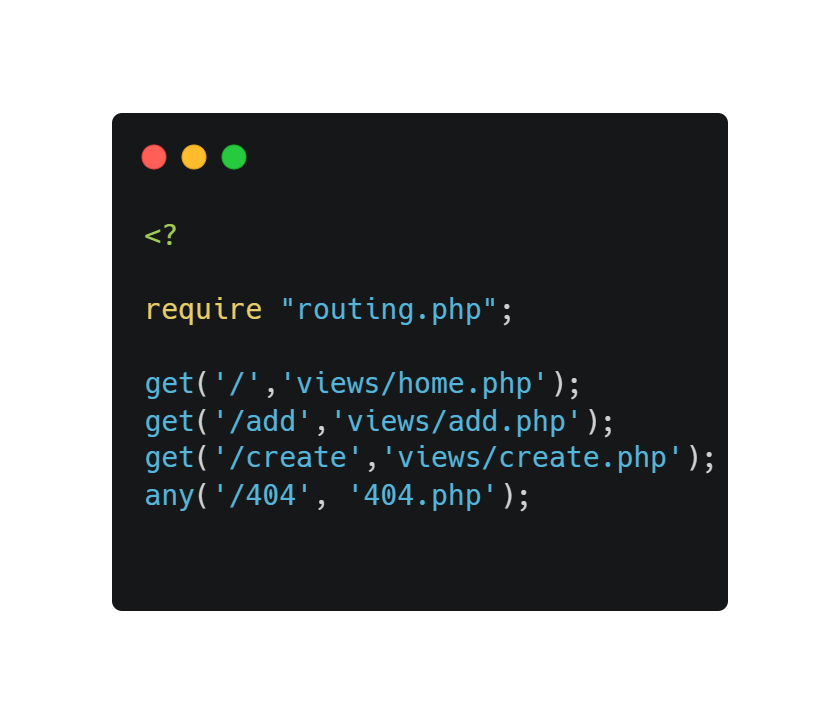 <?
require "routing.php";
get('/','views/home.php');
get('/add','views/add.php');
get('/create','views/create.php');
any('/404', '404.php');